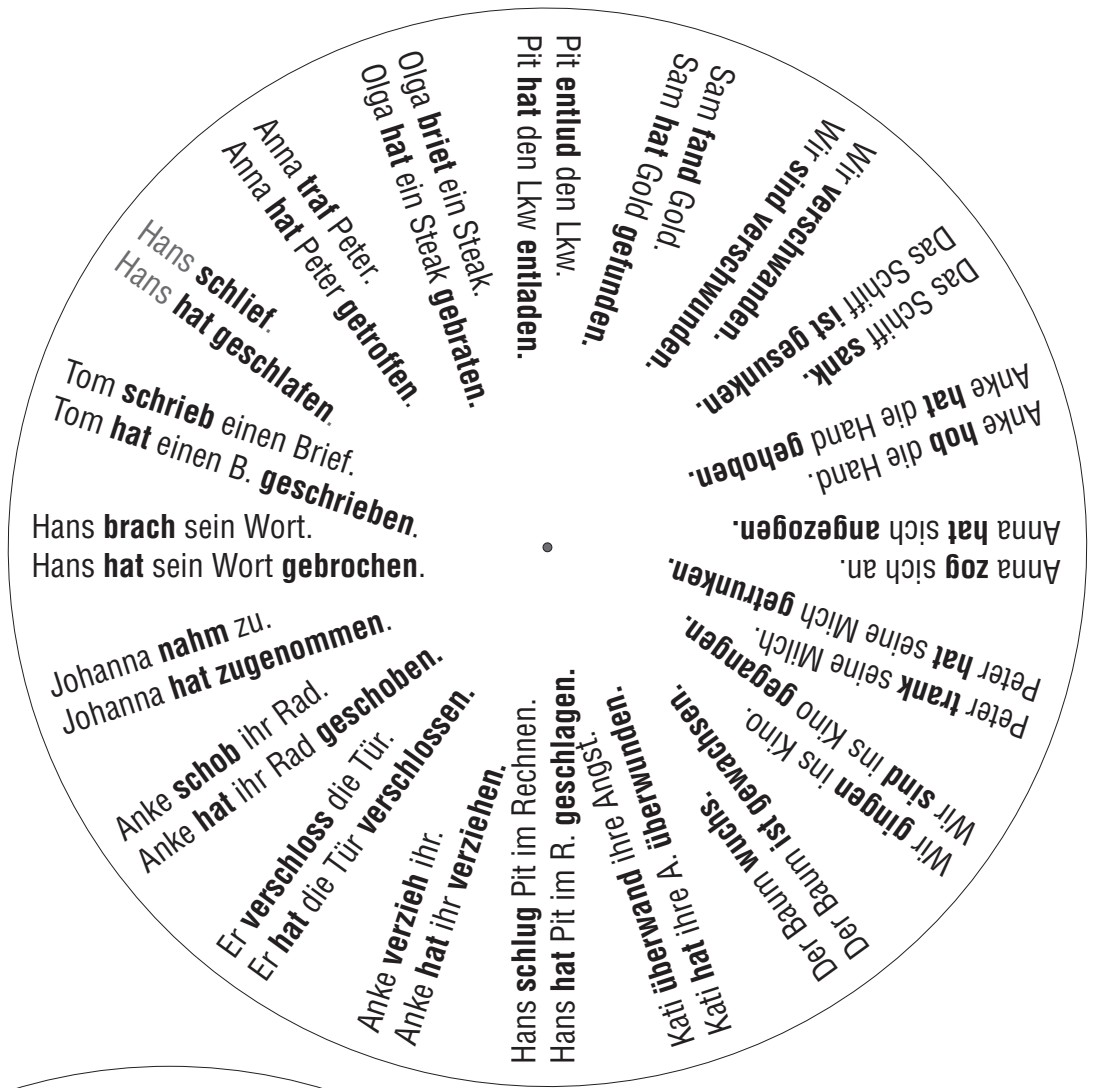 Pit entlud den Lkw.
Pit hat den Lkw entladen.
Sam fand Gold.
Sam hat Gold gefunden.
Wir verschwanden.
Wir sind verschwunden.
Das Schiff sank.
Das Schiff ist gesunken.
Anke hob die Hand.
Anke hat die Hand gehoben.
Anna zog sich an.
Anna hat sich angezogen.
Peter trank seine Milch.
Peter hat seine Mich getrunken.
Wir gingen ins Kino.
Wir sind ins Kino gegangen.
Der Baum wuchs.
Der Baum ist gewachsen.
Kati überwand ihre Angst.
Kati hat ihre A. überwunden.
Hans schlug Pit im Rechnen.
Hans hat Pit im R. geschlagen.
Anke verzieh ihr.
Anke hat ihr verziehen.
Er verschloss die Tür.
Er hat die Tür verschlossen.
Anke schob ihr Rad.
Anke hat ihr Rad geschoben.
Johanna nahm zu.
Johanna hat zugenommen.
Hans brach sein Wort.
Hans hat sein Wort gebrochen.
Tom schrieb einen Brief.
Tom hat einen B. geschrieben.
Hans schlief.
Hans hat geschlafen.
Anna traf Peter.
Anna hat Peter getroffen.
Olga briet ein Steak.
Olga hat ein Steak gebraten.